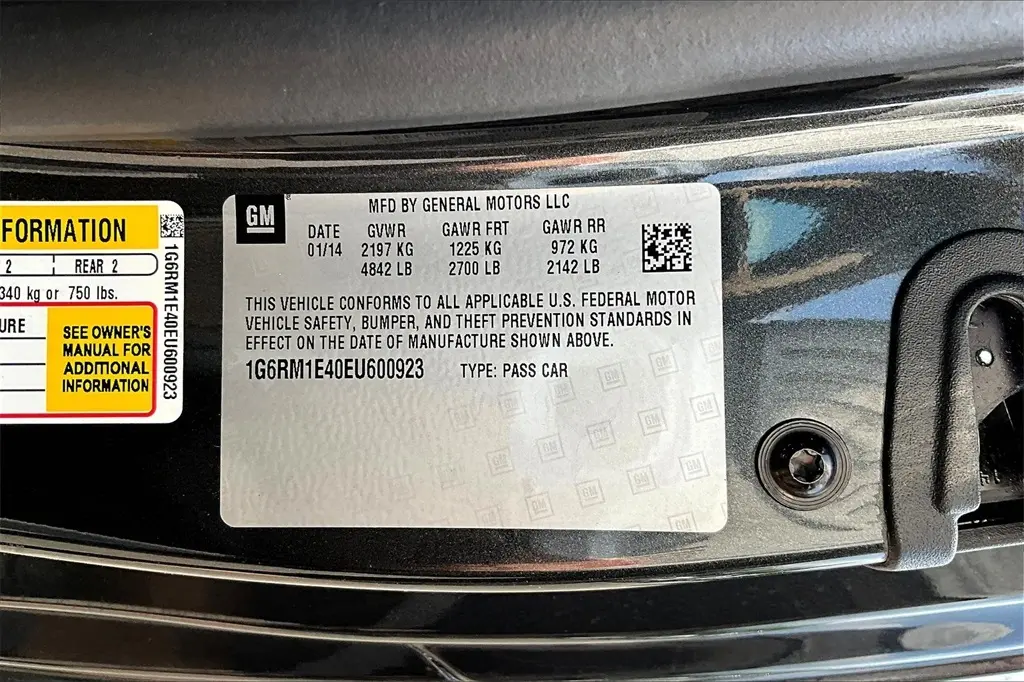 FORMATION
2 REAR 2
340 kg or 750 lbs.
URE
SEE OWNER'S
MANUAL FOR
ADDITIONAL
INFORMATION
1G6RM1E40EU600923
GM
MFD BY GENERAL MOTORS LLC
DATE GVWR GAWR FRT GAWR RR
01/14 2197 KG 1225 KG 972 KG
4842 LB 2700 LB 2142 LB
THIS VEHICLE CONFORMS TO ALL APPLICABLE U.S. FEDERAL MOTOR
VEHICLE SAFETY, BUMPER, AND THEFT PREVENTION STANDARDS IN
EFFECT ON THE DATE OF MANUFACTURE SHOWN ABOVE.
1G6RM1E40EU600923 TYPE: PASS CAR